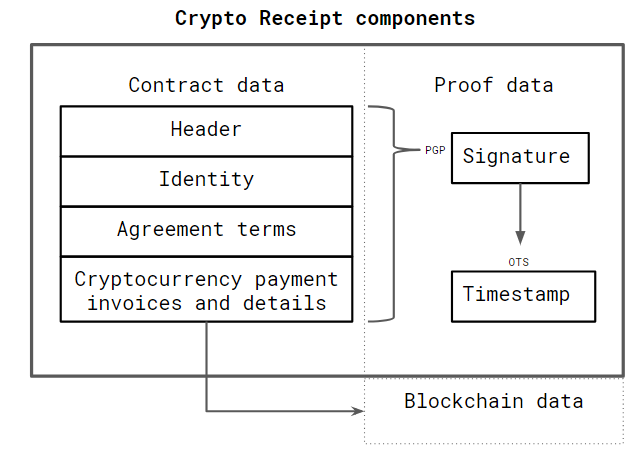 Crypto Receipt components
Contract data
Header
Identity
Agreement terms
Cryptocurrency payment
invoices and details
Proof data
PGP
Signature
OTS
Timestamp
Blockchain data